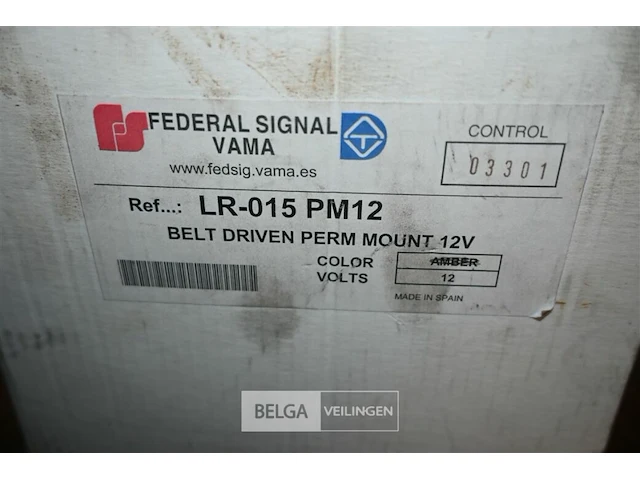 FEDERAL SIGNAL
VAMA
www.fedsig.vama.es
CONTROL
03301
Ref...: LR-015 PM12
BELT DRIVEN PERM MOUNT 12V
COLOR AMBER
VOLTS 12
MADE IN SPAIN
BELGA VEILINGEN